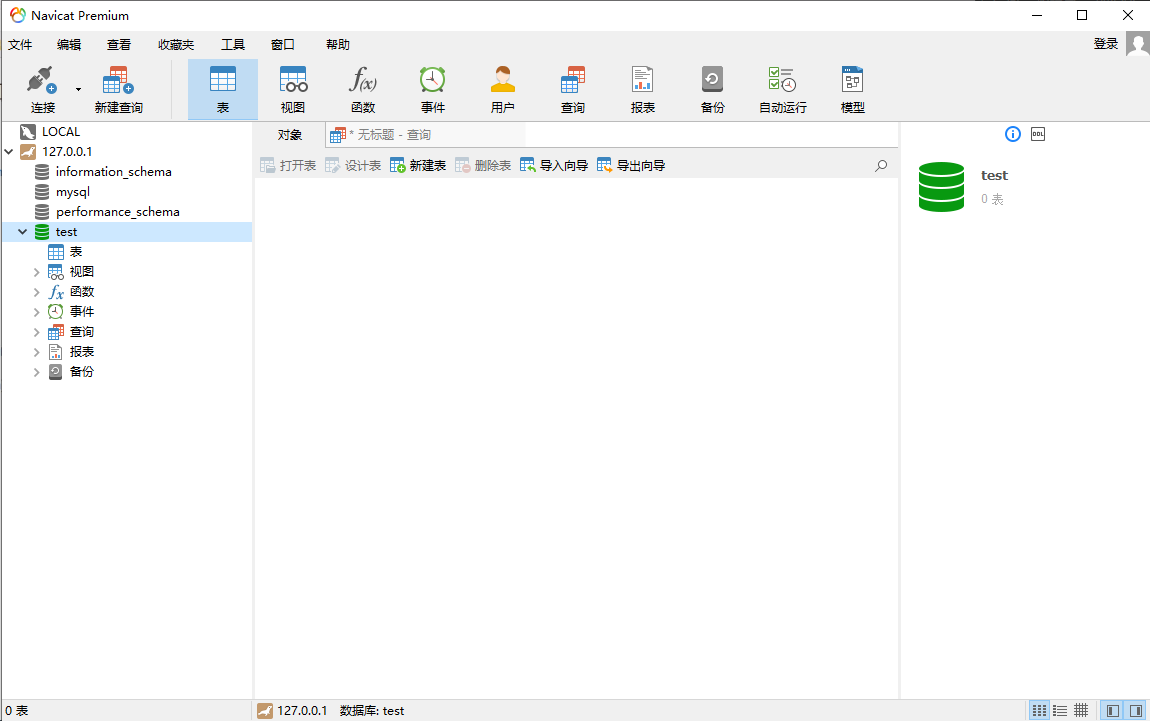 Navicat Premium
文件 编辑 查看 收藏夹 工具 窗口 帮助 登录
连接 新建查询 表 视图 f(x) 函数 事件 用户 查询 报表 备份 自动运行 模型
LOCAL
127.0.0.1
information_schema
mysql
performance_schema
test
表
视图
fx 函数
事件
查询
报表
备份
对象 * 无标题 - 查询
打开表 设计表 新建表 删除表 导入向导 导出向导
DDL
test
0 表
0 表 127.0.0.1 数据库: test